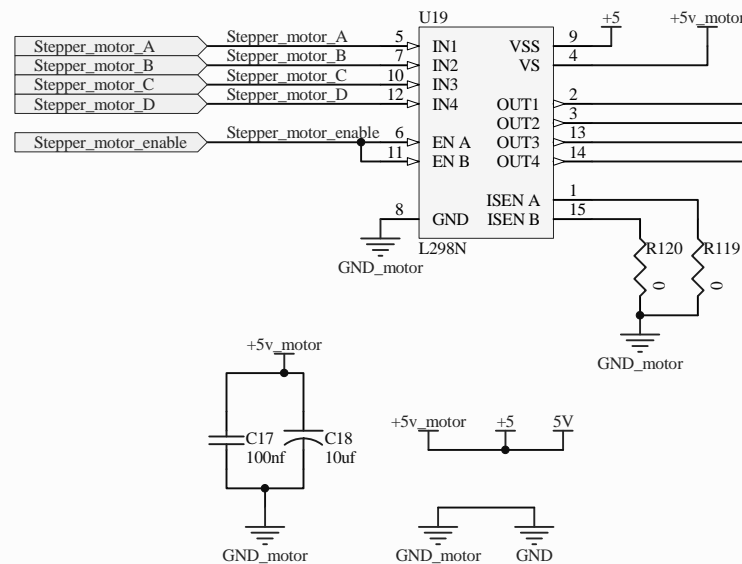 U19
+5
+5v_motor
Stepper_motor_A
Stepper_motor_A
5
IN1
VSS
9
Stepper_motor_B
Stepper_motor_B
7
IN2
VS
4
Stepper_motor_C
Stepper_motor_C
10
IN3
Stepper_motor_D
Stepper_motor_D
12
IN4
OUT1
2
OUT2
3
Stepper_motor_enable
Stepper_motor_enable
6
EN A
OUT3
13
11
EN B
OUT4
14
ISEN A
1
8
GND
ISEN B
15
L298N
GND_motor
R120
0
R119
0
GND_motor
+5v_motor
C17
100nf
C18
10uf
GND_motor
+5v_motor
+5
5V
GND_motor
GND